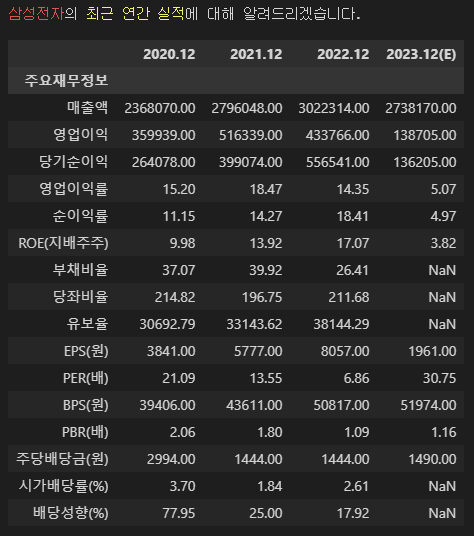 삼성전자의 최근 연간 실적에 대해 알려드리겠습니다.
2020.12 2021.12 2022.12 2023.12(E)
주요재무정보
매출액 2368070.00 2796048.00 3022314.00 2738170.00
영업이익 359939.00 516339.00 433766.00 138705.00
당기순이익 264078.00 399074.00 556541.00 136205.00
영업이익률 15.20 18.47 14.35 5.07
순이익률 11.15 14.27 18.41 4.97
ROE(지배주주) 9.98 13.92 17.07 3.82
부채비율 37.07 39.92 26.41 NaN
당좌비율 214.82 196.75 211.68 NaN
유보율 30692.79 33143.62 38144.29 NaN
EPS(원) 3841.00 5777.00 8057.00 1961.00
PER(배) 21.09 13.55 6.86 30.75
BPS(원) 39406.00 43611.00 50817.00 51974.00
PBR(배) 2.06 1.80 1.09 1.16
주당배당금(원) 2994.00 1444.00 1444.00 1490.00
시가배당률(%) 3.70 1.84 2.61 NaN
배당성향(%) 77.95 25.00 17.92 NaN